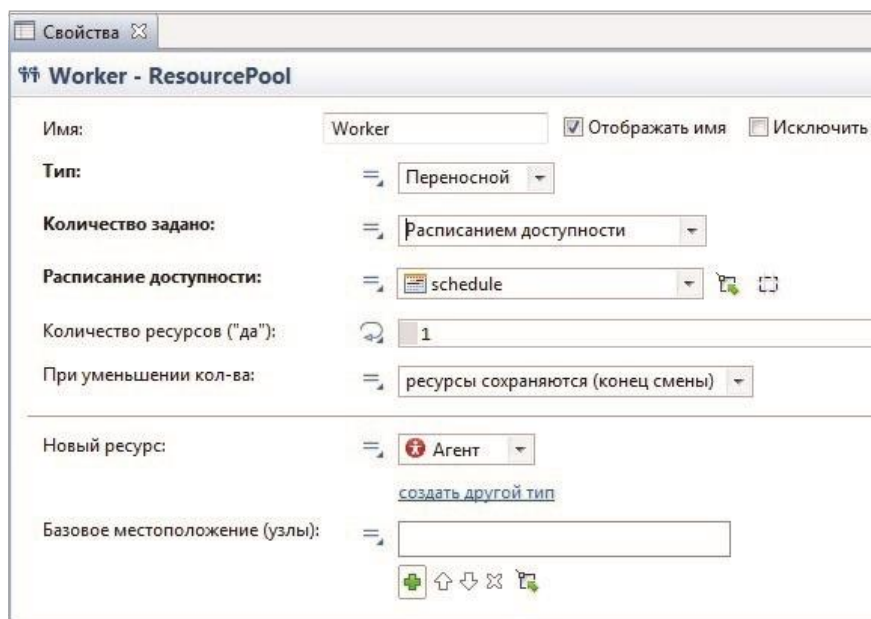 Свойства
Worker - ResourcePool
Имя: Worker Отображать имя Исключить
Тип: Переносной
Количество задано: Расписанием доступности
Расписание доступности: schedule
Количество ресурсов ("да"): 1
При уменьшении кол-ва: ресурсы сохраняются (конец смены)
Новый ресурс: Агент
создать другой тип
Базовое местоположение (узлы):